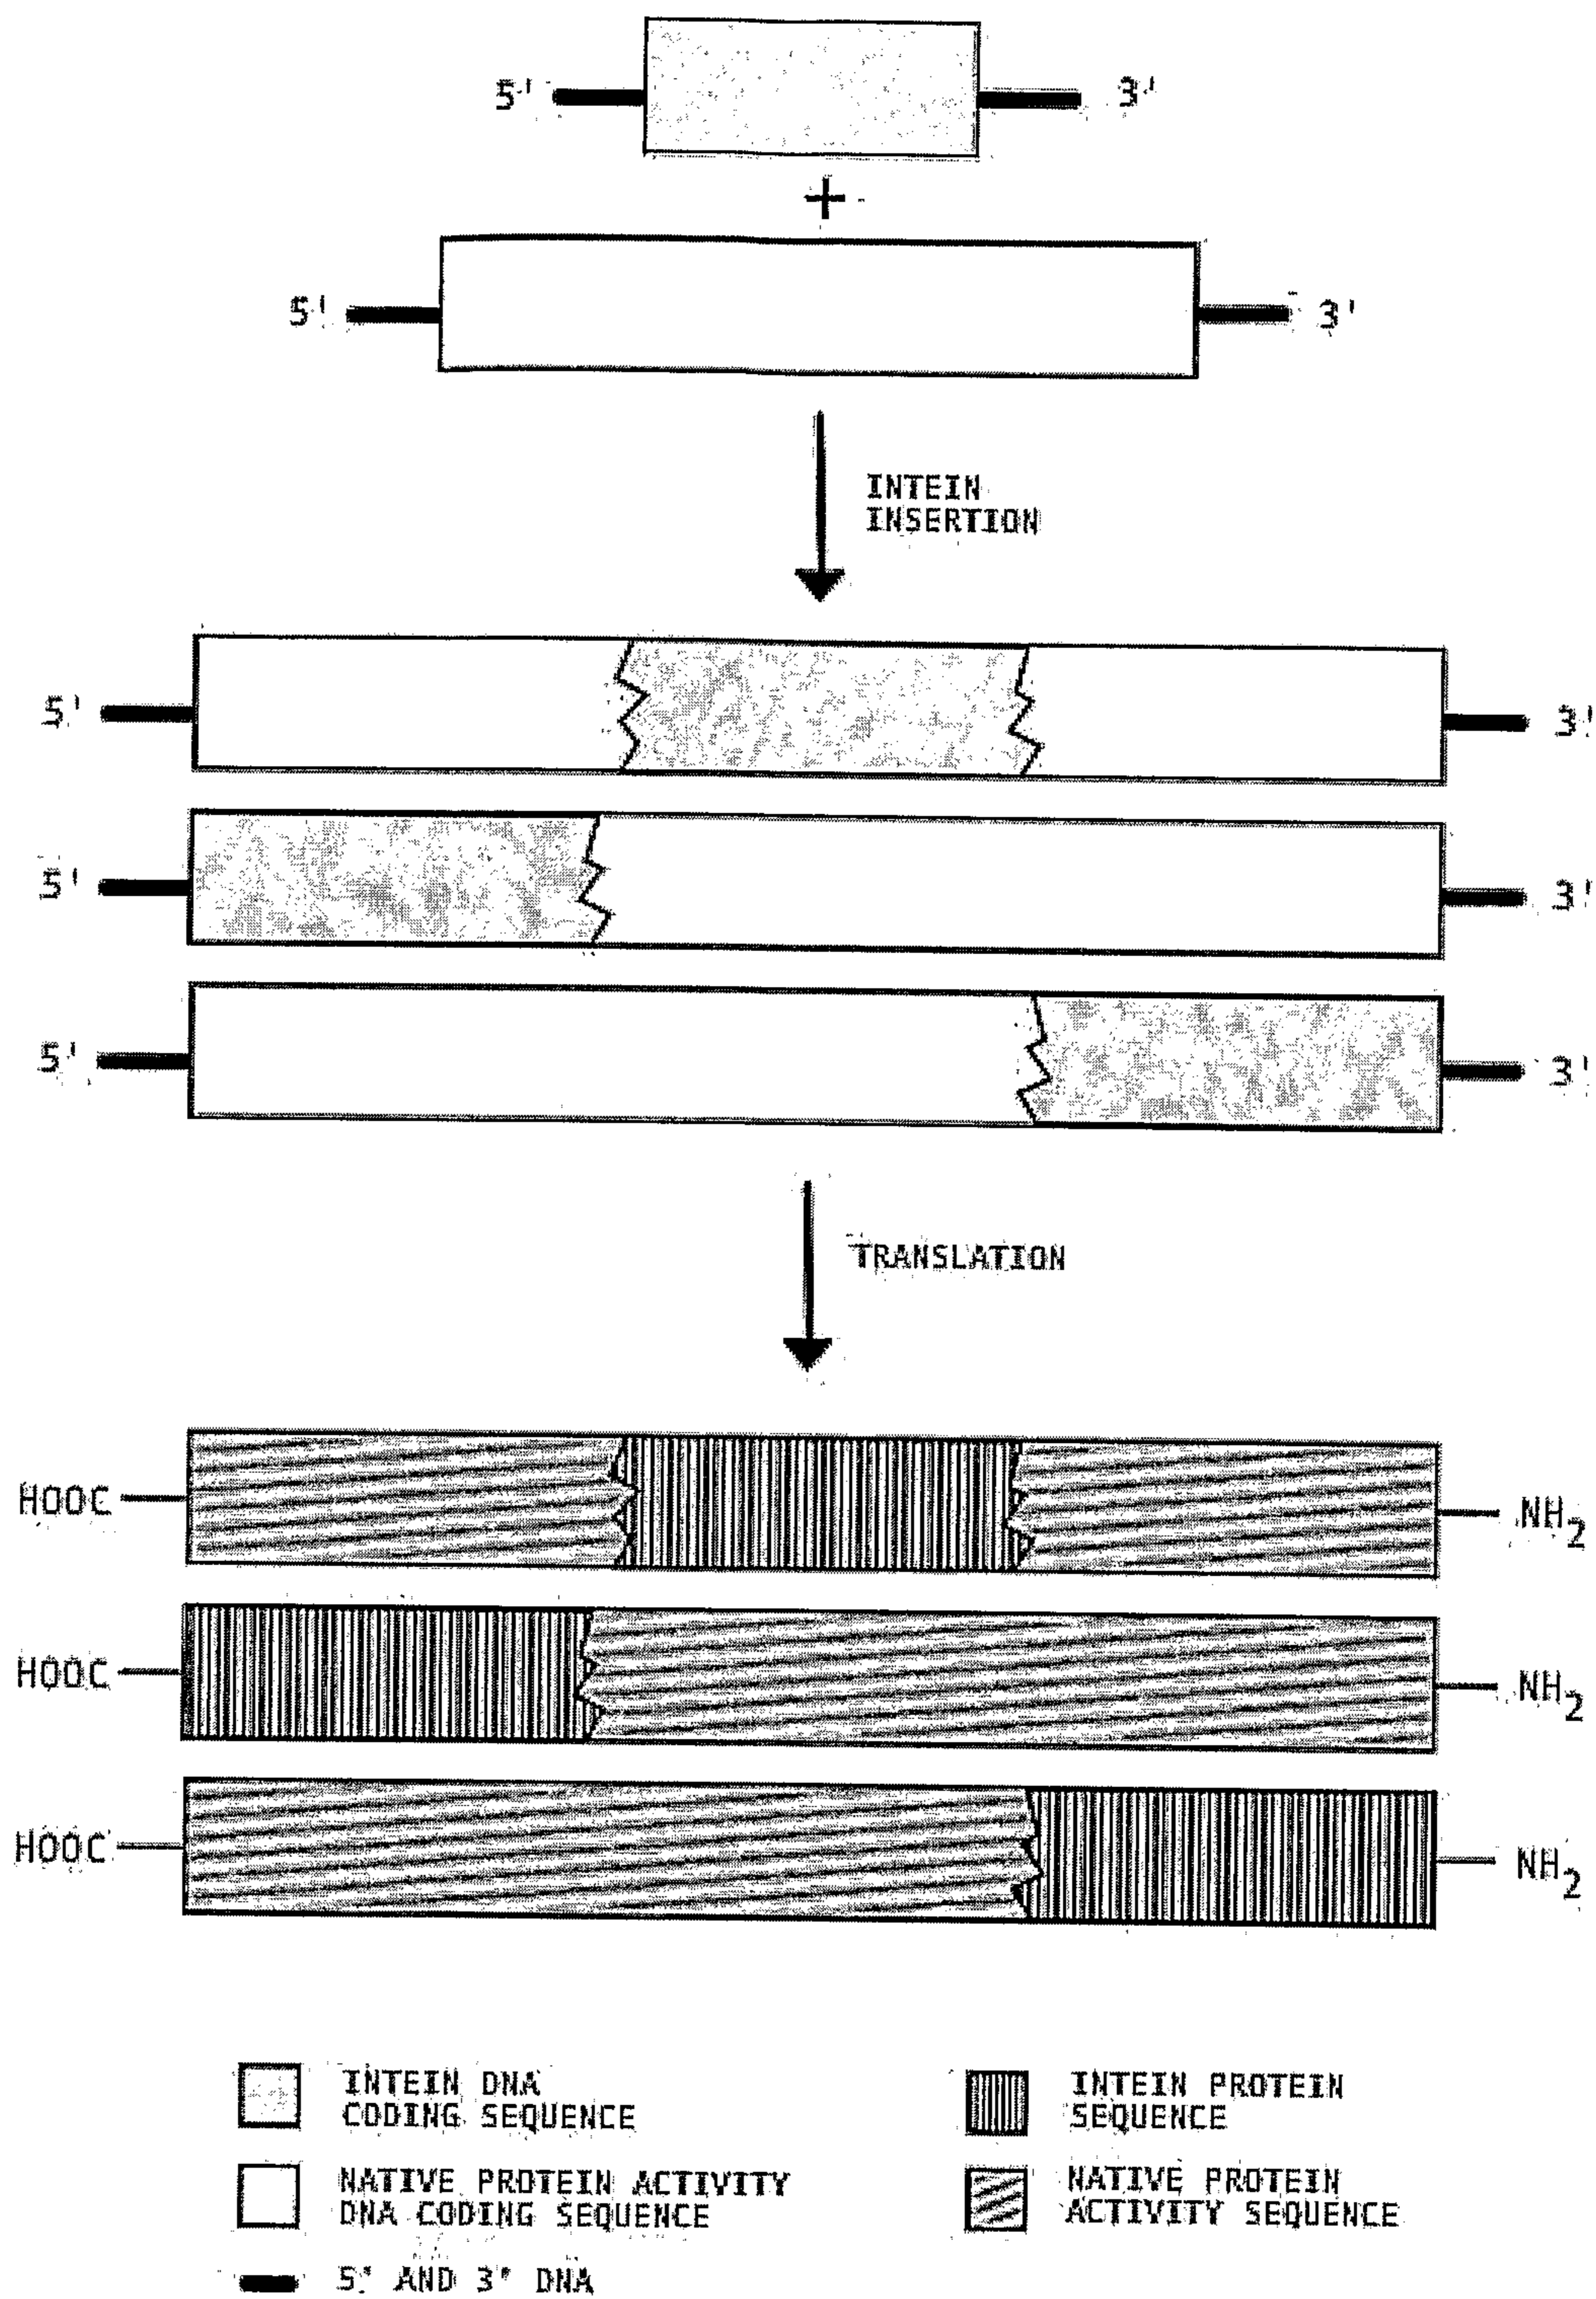 5' 3'
+
5' 3'
INTEIN
INSERTION
5' 3'
5' 3'
5' 3'
TRANSLATION
HOOC NH2
HOOC NH2
HOOC NH2
INTEIN DNA
CODING SEQUENCE
INTEIN PROTEIN
SEQUENCE
NATIVE PROTEIN ACTIVITY
DNA CODING SEQUENCE
NATIVE PROTEIN
ACTIVITY SEQUENCE
5' AND 3' DNA